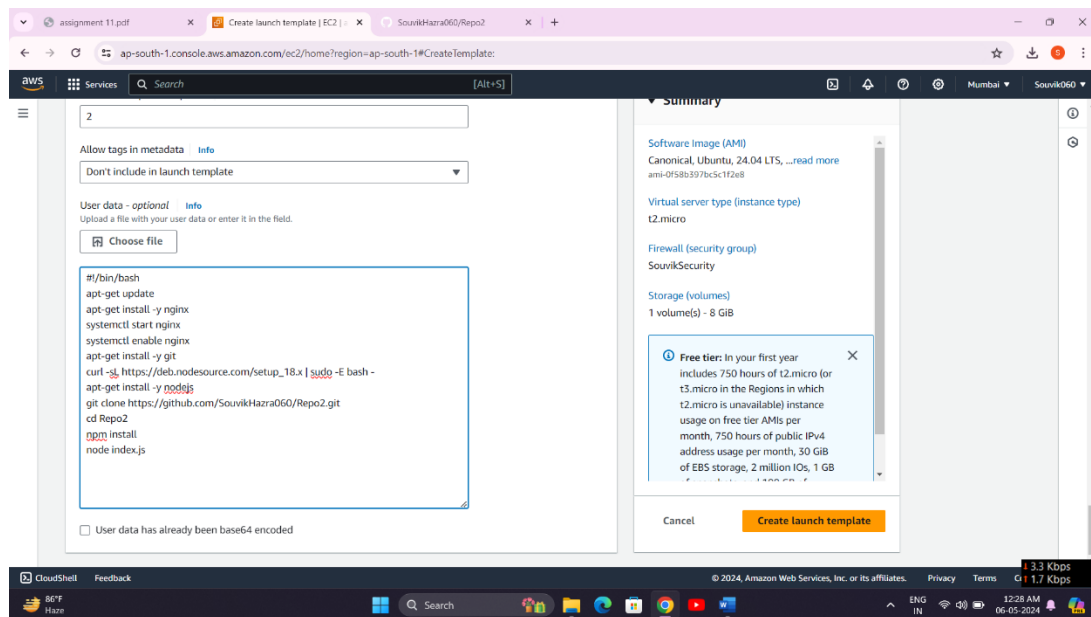 assignment 11.pdf
Create launch template | EC2 |
SouvikHazra060/Repo2
ap-south-1.console.aws.amazon.com/ec2/home?region=ap-south-1#CreateTemplate:
S
aws
Services
Search
[Alt+S]
Mumbai
Souvik060
2
Allow tags in metadata Info
Don't include in launch template
User data - optional Info
Upload a file with your user data or enter it in the field.
Choose file
#!/bin/bash
apt-get update
apt-get install -y nginx
systemctl start nginx
systemctl enable nginx
apt-get install -y git
curl -sL https://deb.nodesource.com/setup_18.x | sudo -E bash -
apt-get install -y nodejs
git clone https://github.com/SouvikHazra060/Repo2.git
cd Repo2
npm install
node index.js
User data has already been base64 encoded
Summary
Software Image (AMI)
Canonical, Ubuntu, 24.04 LTS, ...read more
ami-0f58b397bc5c1f2e8
Virtual server type (instance type)
t2.micro
Firewall (security group)
SouvikSecurity
Storage (volumes)
1 volume(s) - 8 GiB
Free tier: In your first year
includes 750 hours of t2.micro (or
t3.micro in the Regions in which
t2.micro is unavailable) instance
usage on free tier AMIs per
month, 750 hours of public IPv4
address usage per month, 30 GiB
of EBS storage, 2 million IOs, 1 GB
Cancel
Create launch template
CloudShell
Feedback
© 2024, Amazon Web Services, Inc. or its affiliates.
Privacy
Terms
3.3 Kbps
1.7 Kbps
86°F
Haze
Search
ENG
IN
12:28 AM
06-05-2024